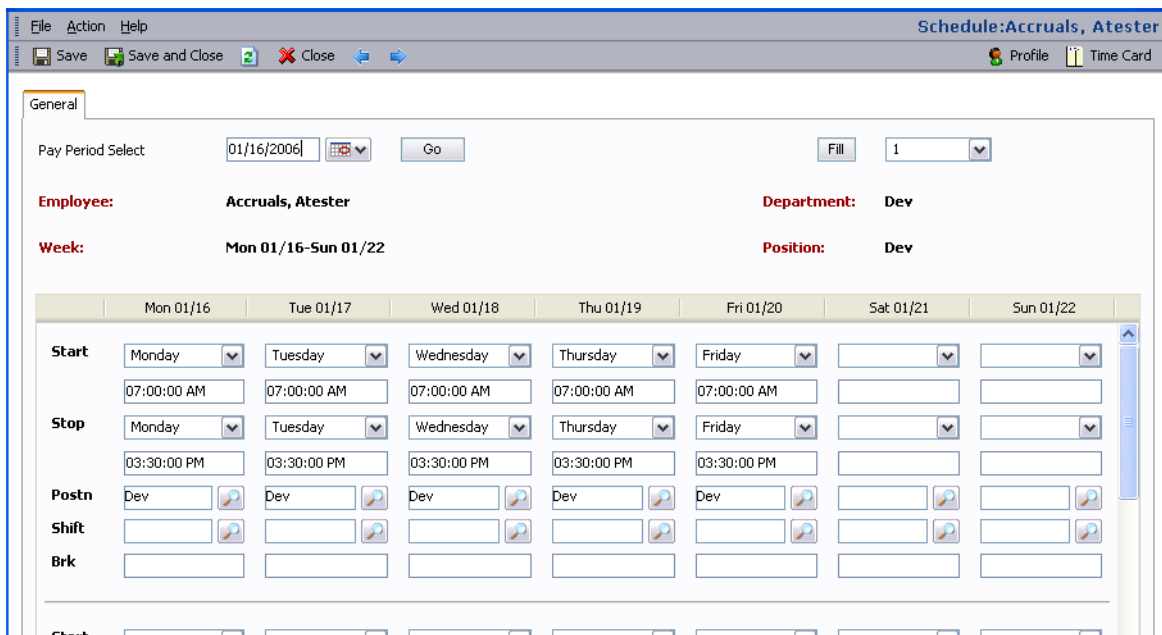 File Action Help Schedule:Accruals, Atester
Save Save and Close Close Profile Time Card
General
Pay Period Select 01/16/2006 Go Fill 1
Employee: Accruals, Atester Department: Dev
Week: Mon 01/16-Sun 01/22 Position: Dev
Mon 01/16 Tue 01/17 Wed 01/18 Thu 01/19 Fri 01/20 Sat 01/21 Sun 01/22
Start Monday Tuesday Wednesday Thursday Friday
07:00:00 AM 07:00:00 AM 07:00:00 AM 07:00:00 AM 07:00:00 AM
Stop Monday Tuesday Wednesday Thursday Friday
03:30:00 PM 03:30:00 PM 03:30:00 PM 03:30:00 PM 03:30:00 PM
Postn Dev Dev Dev Dev Dev
Shift
Brk
Start